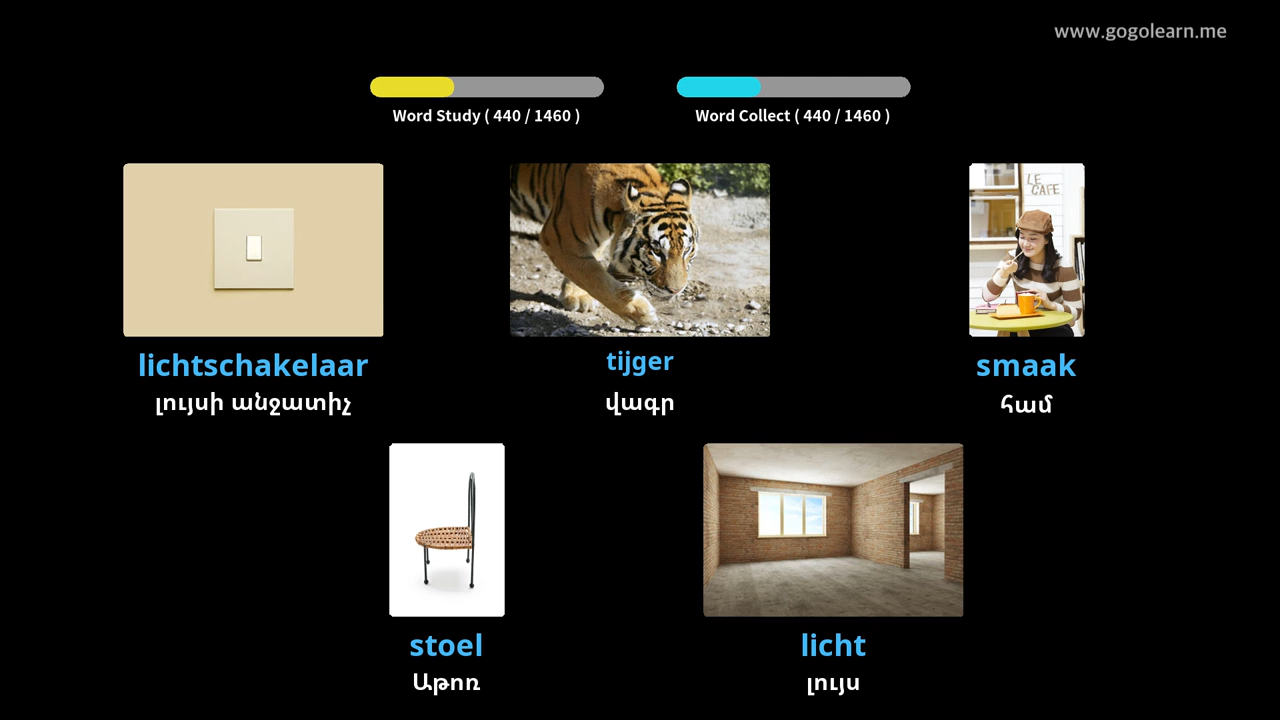 www.gogolearn.me
Word Study ( 440 / 1460 )
Word Collect ( 440 / 1460 )
LE CAFE
lichtschakelaar
լույսի անջատիչ
tijger
վագր
smaak
համ
stoel
Աթոռ
licht
լույս